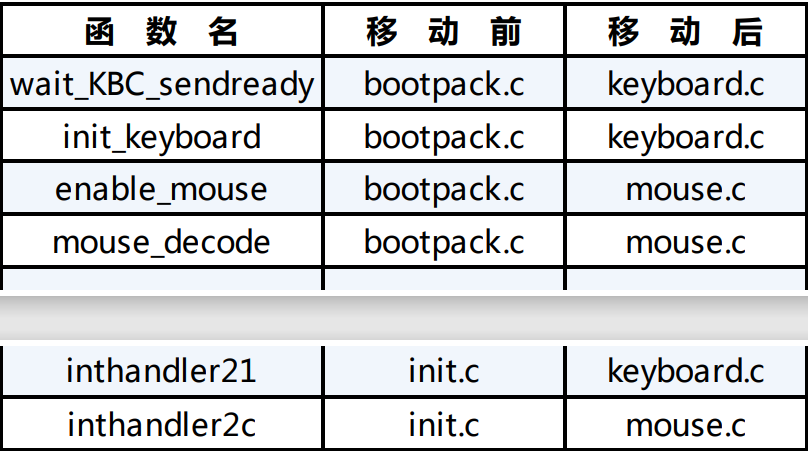 函数名 移动前 移动后
wait_KBC_sendready bootpack.c keyboard.c
init_keyboard bootpack.c keyboard.c
enable_mouse bootpack.c mouse.c
mouse_decode bootpack.c mouse.c
inthandler21 init.c keyboard.c
inthandler2c init.c mouse.c